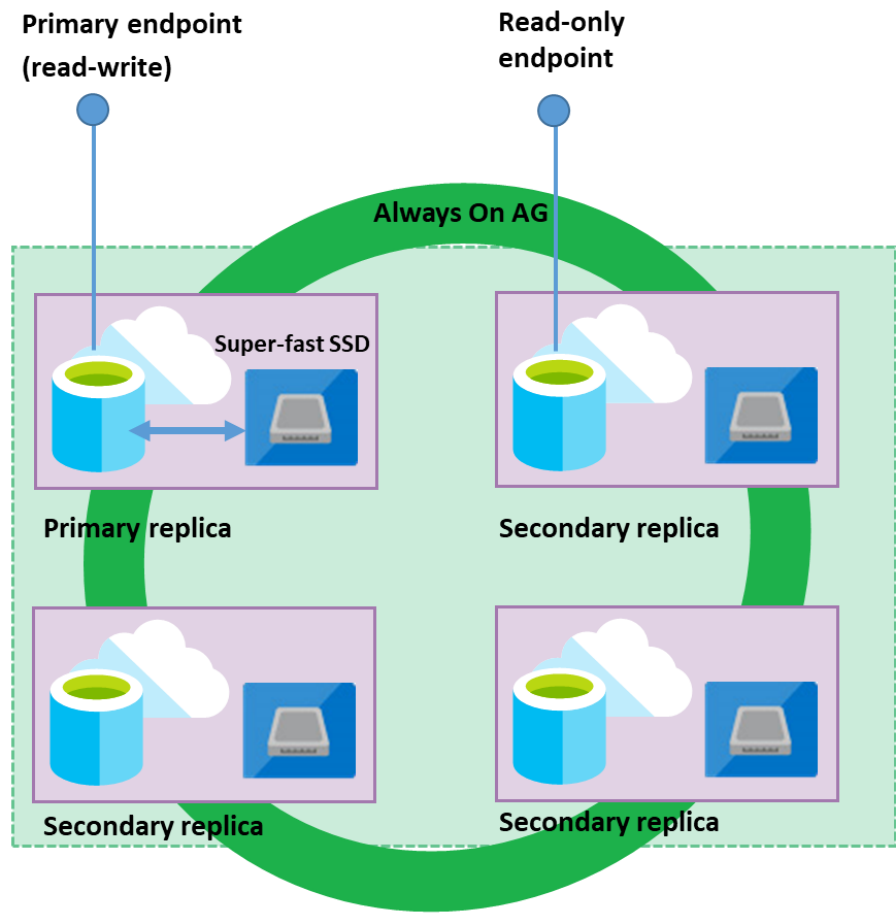 Primary endpoint
(read-write)
Read-only
endpoint
Always On AG
Super-fast SSD
Primary replica
Secondary replica
Secondary replica
Secondary replica